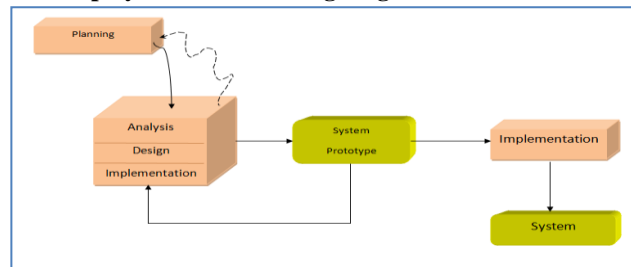 Planning
Analysis
Design
Implementation
System
Prototype
Implementation
System